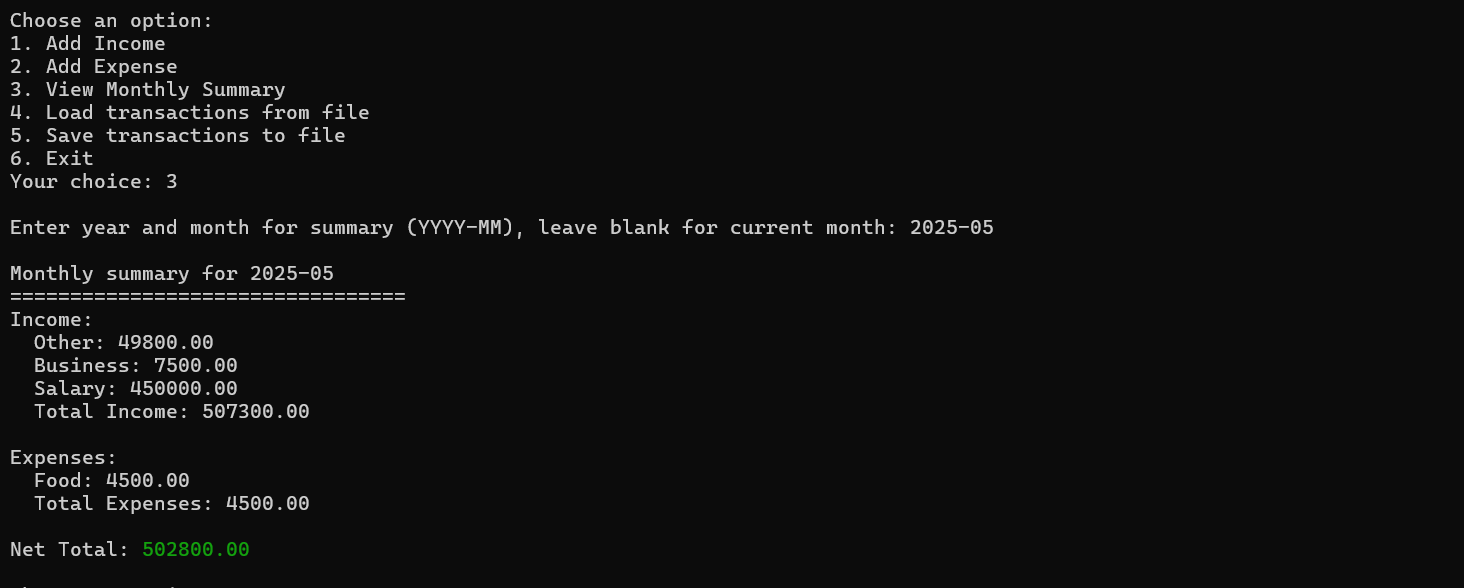 Choose an option:
1. Add Income
2. Add Expense
3. View Monthly Summary
4. Load transactions from file
5. Save transactions to file
6. Exit
Your choice: 3
Enter year and month for summary (YYYY-MM), leave blank for current month: 2025-05
Monthly summary for 2025-05
=================================
Income:
  Other: 49800.00
  Business: 7500.00
  Salary: 450000.00
  Total Income: 507300.00
Expenses:
  Food: 4500.00
  Total Expenses: 4500.00
Net Total: 502800.00